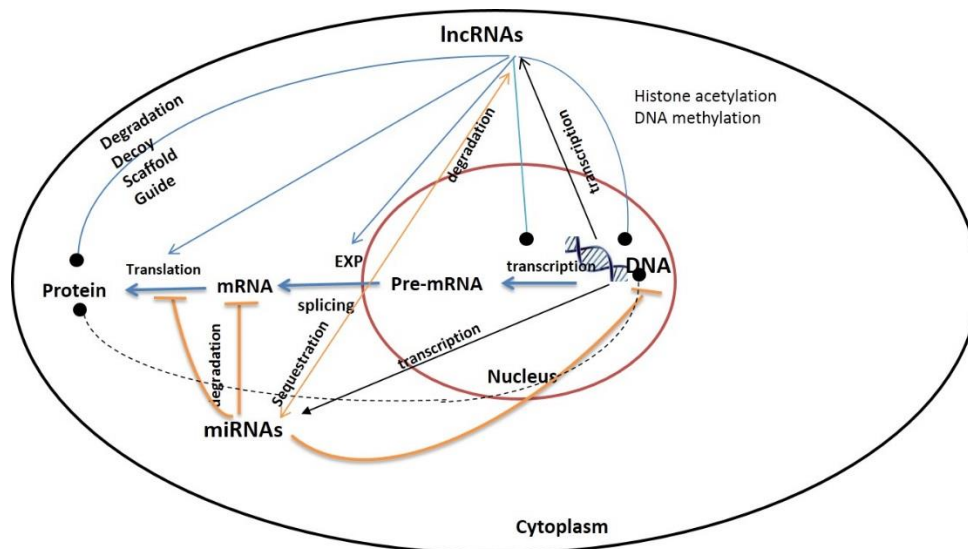 lncRNAs
Histone acetylation
DNA methylation
Degradation
Decoy
Scaffold
Guide
degradation
transcription
EXP
Translation
transcription
DNA
Protein
mRNA
Pre-mRNA
splicing
degradation
Sequestration
transcription
Nucleus
miRNAs
Cytoplasm